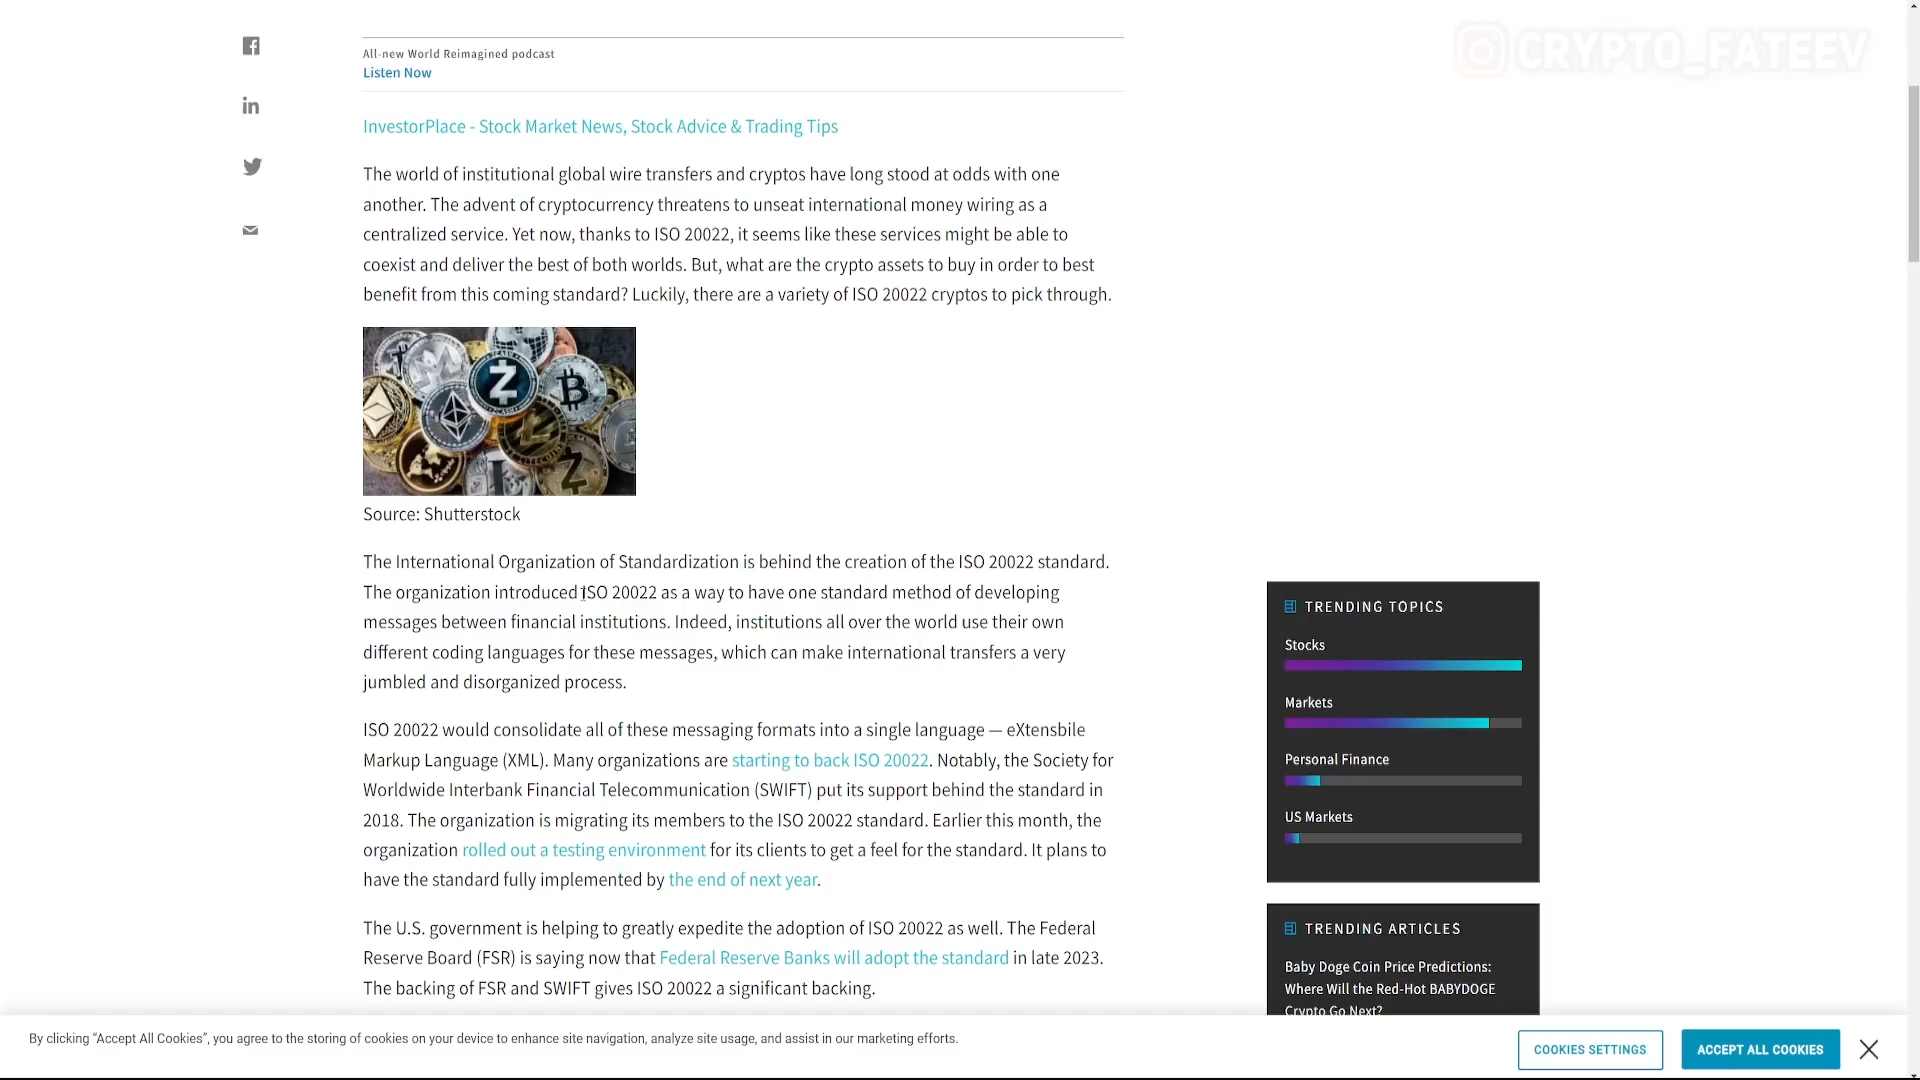 CRYPTO_FATEEV
All-new World Reimagined podcast
Listen Now
InvestorPlace - Stock Market News, Stock Advice & Trading Tips
The world of institutional global wire transfers and cryptos have long stood at odds with one
another. The advent of cryptocurrency threatens to unseat international money wiring as a
centralized service. Yet now, thanks to ISO 20022, it seems like these services might be able to
coexist and deliver the best of both worlds. But, what are the crypto assets to buy in order to best
benefit from this coming standard? Luckily, there are a variety of ISO 20022 cryptos to pick through.
Source: Shutterstock
The International Organization of Standardization is behind the creation of the ISO 20022 standard.
The organization introduced ISO 20022 as a way to have one standard method of developing
messages between financial institutions. Indeed, institutions all over the world use their own
different coding languages for these messages, which can make international transfers a very
jumbled and disorganized process.
ISO 20022 would consolidate all of these messaging formats into a single language — eXtensbile
Markup Language (XML). Many organizations are starting to back ISO 20022. Notably, the Society for
Worldwide Interbank Financial Telecommunication (SWIFT) put its support behind the standard in
2018. The organization is migrating its members to the ISO 20022 standard. Earlier this month, the
organization rolled out a testing environment for its clients to get a feel for the standard. It plans to
have the standard fully implemented by the end of next year.
The U.S. government is helping to greatly expedite the adoption of ISO 20022 as well. The Federal
Reserve Board (FSR) is saying now that Federal Reserve Banks will adopt the standard in late 2023.
The backing of FSR and SWIFT gives ISO 20022 a significant backing.
TRENDING TOPICS
Stocks
Markets
Personal Finance
US Markets
TRENDING ARTICLES
Baby Doge Coin Price Predictions:
Where Will the Red-Hot BABYDOGE
Crypto Go Next?
By clicking “Accept All Cookies”, you agree to the storing of cookies on your device to enhance site navigation, analyze site usage, and assist in our marketing efforts.
COOKIES SETTINGS
ACCEPT ALL COOKIES